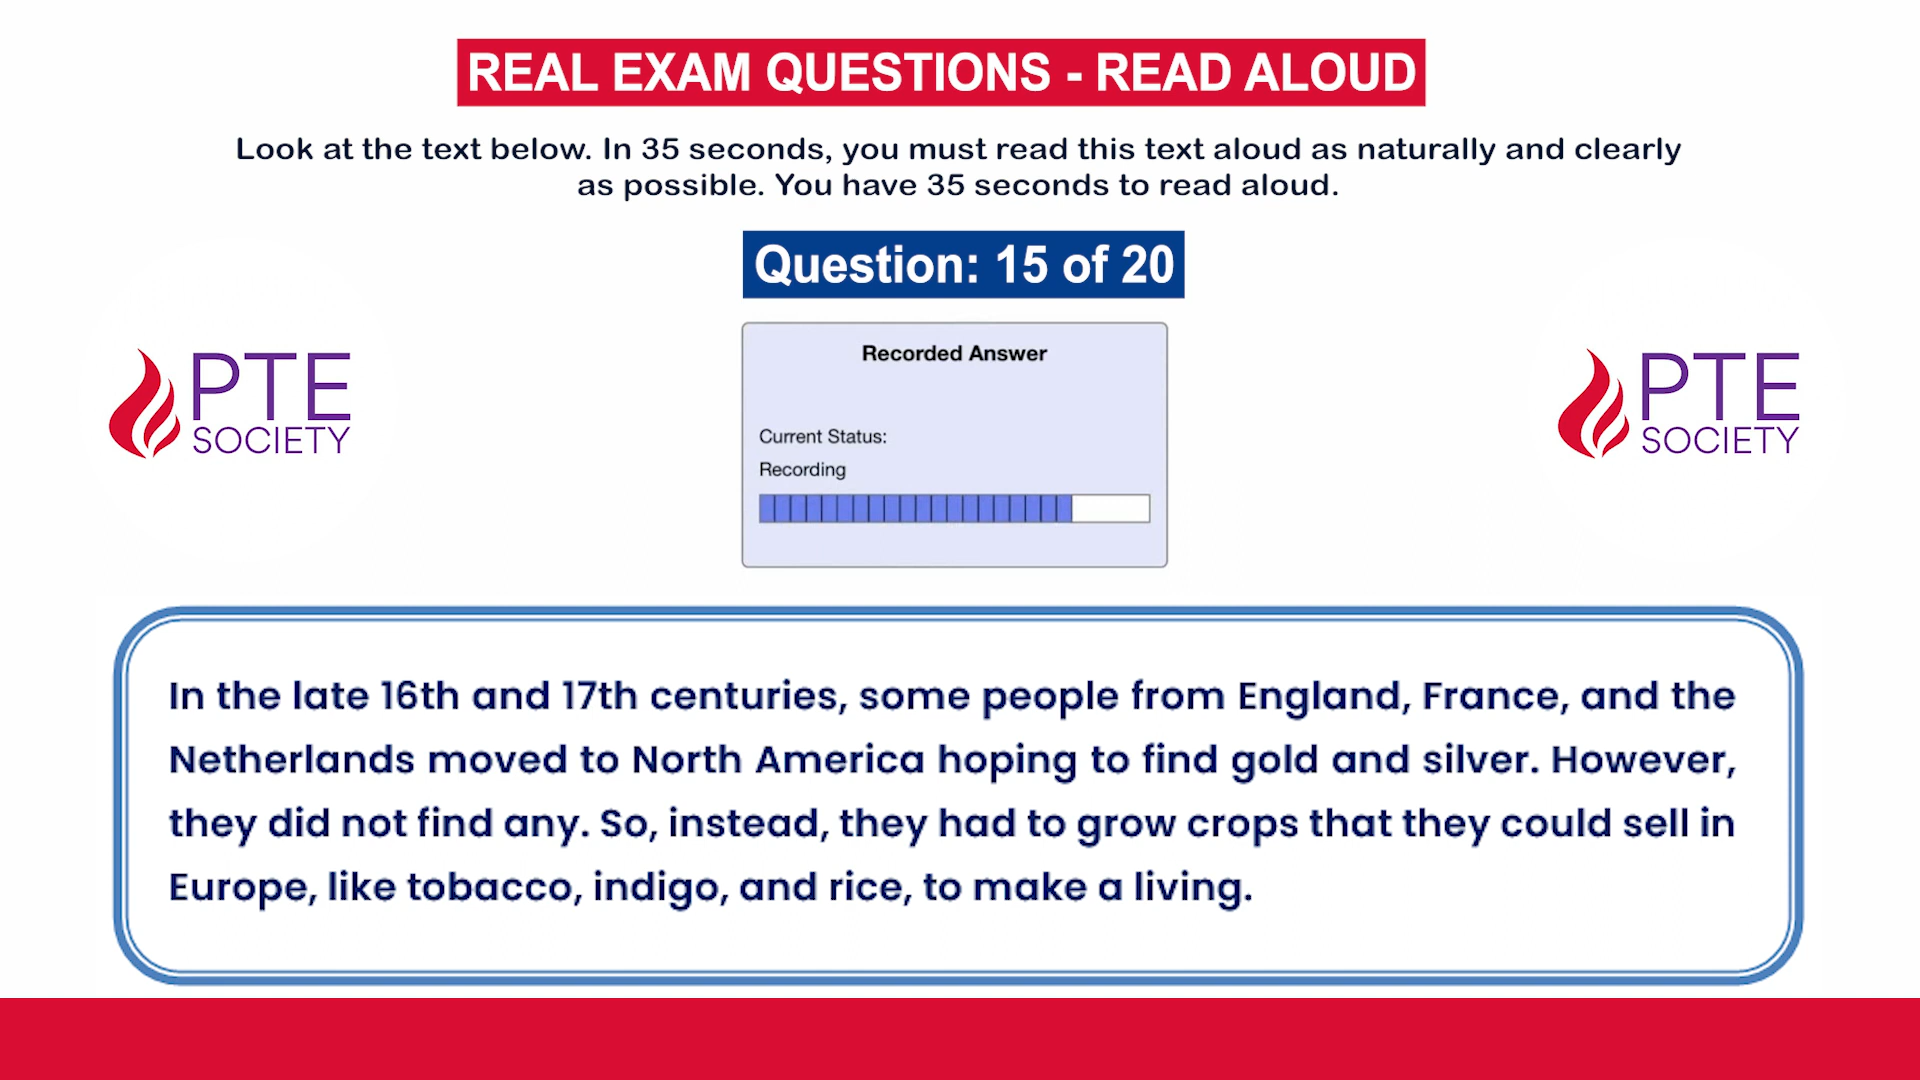 REAL EXAM QUESTIONS - READ ALOUD
Look at the text below. In 35 seconds, you must read this text aloud as naturally and clearly
as possible. You have 35 seconds to read aloud.
Question: 15 of 20
PTE
SOCIETY
Recorded Answer
Current Status:
Recording
PTE
SOCIETY
In the late 16th and 17th centuries, some people from England, France, and the
Netherlands moved to North America hoping to find gold and silver. However,
they did not find any. So, instead, they had to grow crops that they could sell in
Europe, like tobacco, indigo, and rice, to make a living.